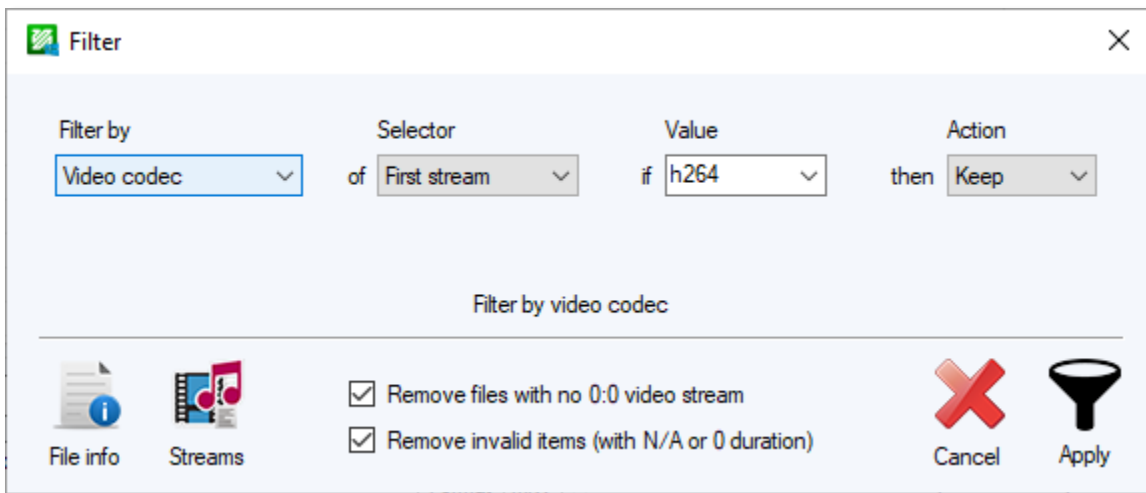 Filter
Filter by Selector Value Action
Video codec of First stream if h264 then Keep
Filter by video codec
Remove files with no 0:0 video stream
Remove invalid items (with N/A or 0 duration)
File info Streams Cancel Apply